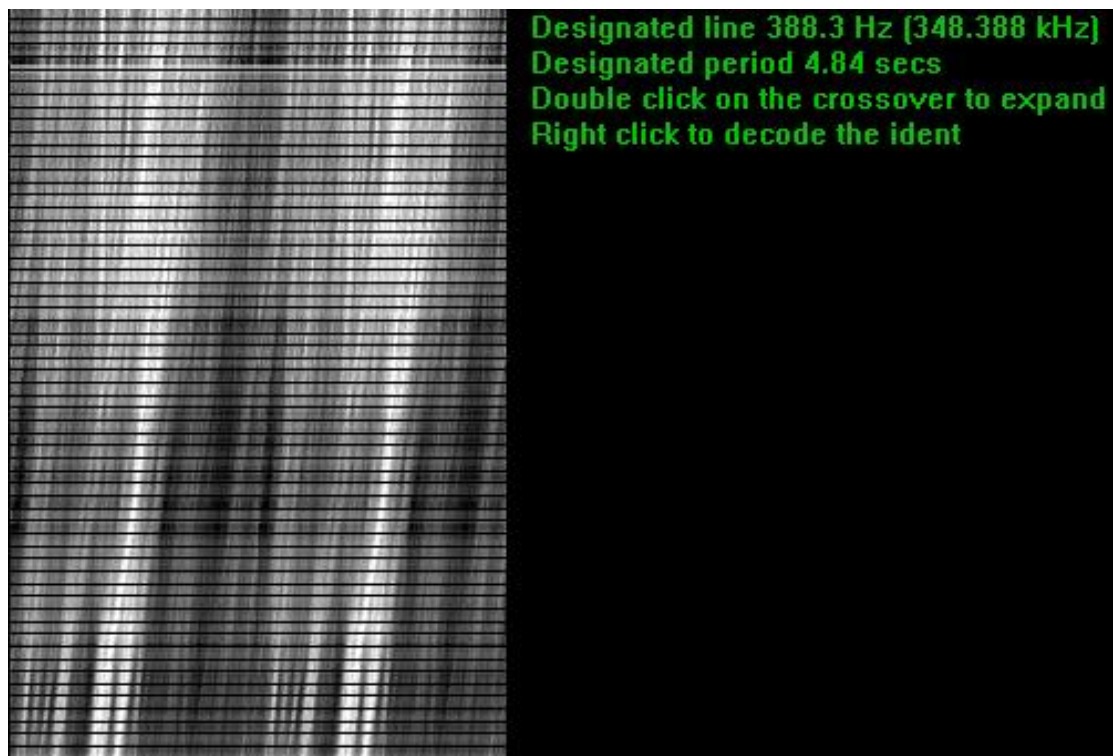 Designated line 388.3 Hz (348.388 kHz)
Designated period 4.84 secs
Double click on the crossover to expand
Right click to decode the ident